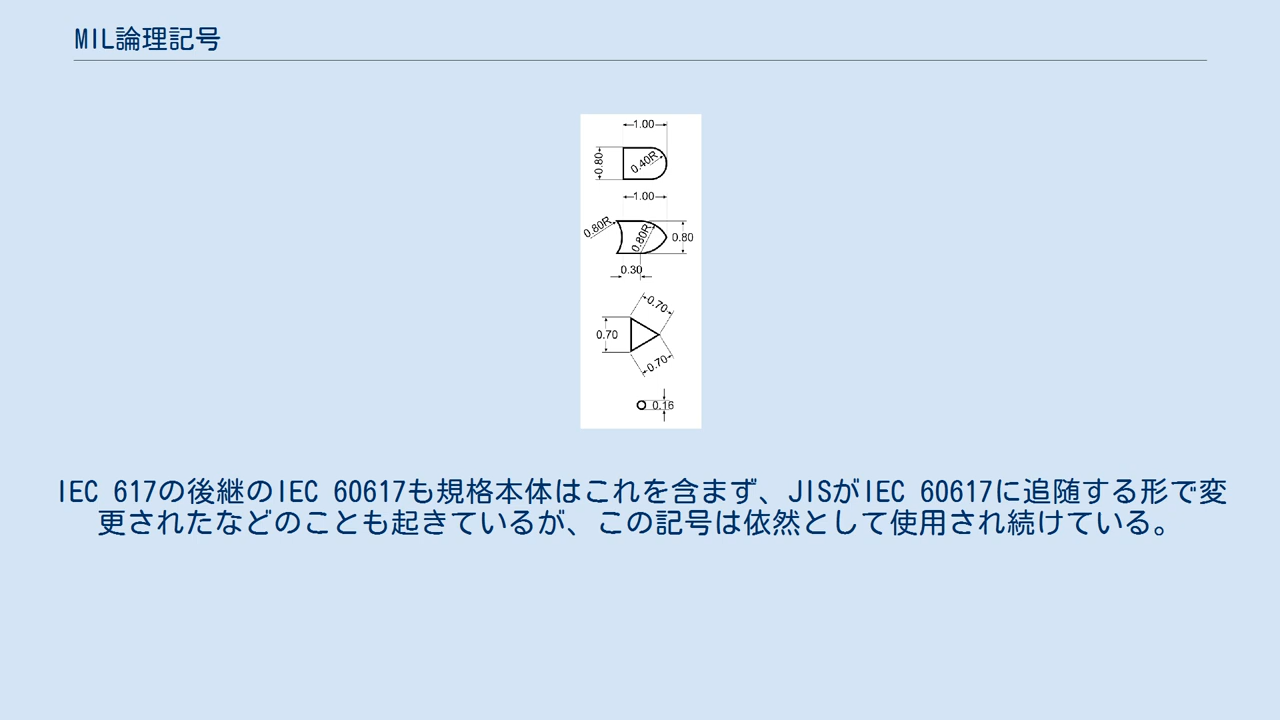 MIL論理記号
1.00
0.80
0.40R
1.00
0.80R
0.80R
0.80
0.30
0.70
0.70
0.70
0.16
IEC 617の後継のIEC 60617も規格本体はこれを含まず、JISがIEC 60617に追随する形で変
更されたなどのことも起きているが、この記号は依然として使用され続けている。